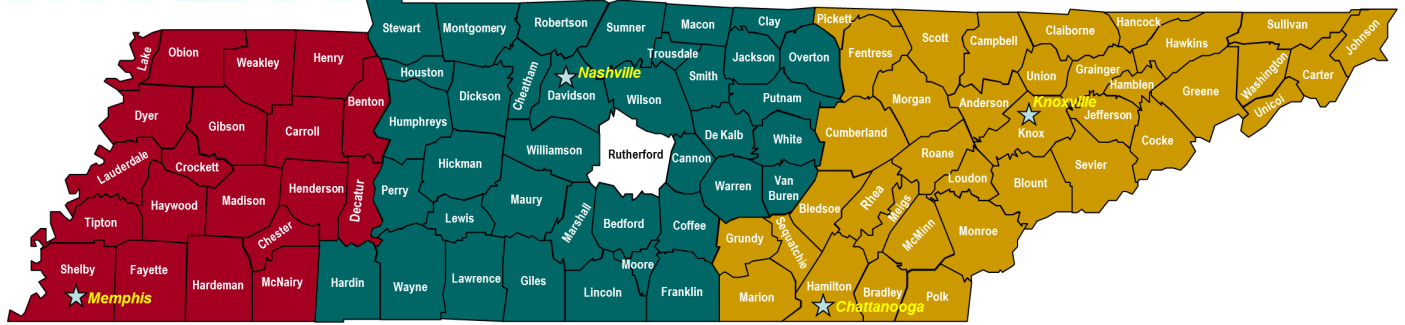 Lake
Obion
Weakley
Henry
Dyer
Gibson
Carroll
Benton
Lauderdale
Crockett
Haywood
Madison
Henderson
Decatur
Tipton
Chester
Shelby
Fayette
Hardeman
McNairy
Memphis
Stewart
Montgomery
Robertson
Sumner
Macon
Clay
Trousdale
Jackson
Overton
Houston
Dickson
Cheatham
Nashville
Davidson
Wilson
Smith
Putnam
Humphreys
Hickman
Williamson
Rutherford
De Kalb
White
Cannon
Perry
Lewis
Maury
Marshall
Bedford
Coffee
Warren
Van
Buren
Hardin
Wayne
Lawrence
Giles
Moore
Lincoln
Franklin
Pickett
Fentress
Scott
Campbell
Claiborne
Hancock
Hawkins
Sullivan
Johnson
Union
Grainger
Hamblen
Greene
Washington
Carter
Unicoi
Morgan
Anderson
Knoxville
Knox
Jefferson
Cocke
Cumberland
Roane
Loudon
Blount
Sevier
Bledsoe
Rhea
Meigs
McMinn
Monroe
Grundy
Sequatchie
Marion
Hamilton
Chattanooga
Bradley
Polk